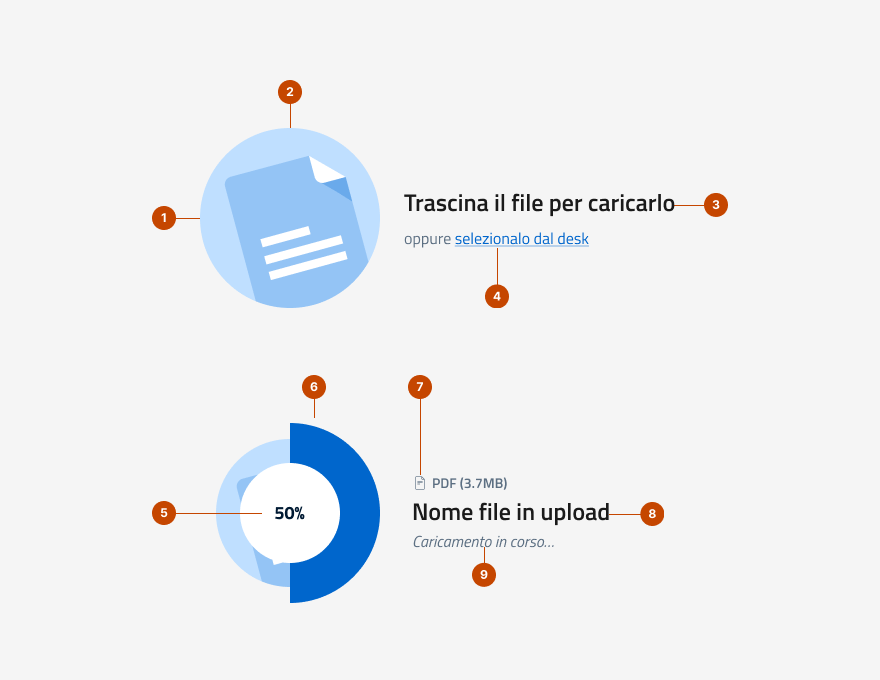 2
1
Trascina il file per caricarlo
3
oppure selezionalo dal desk
4
6
7
PDF (3.7MB)
5
50%
Nome file in upload
8
Caricamento in corso...
9